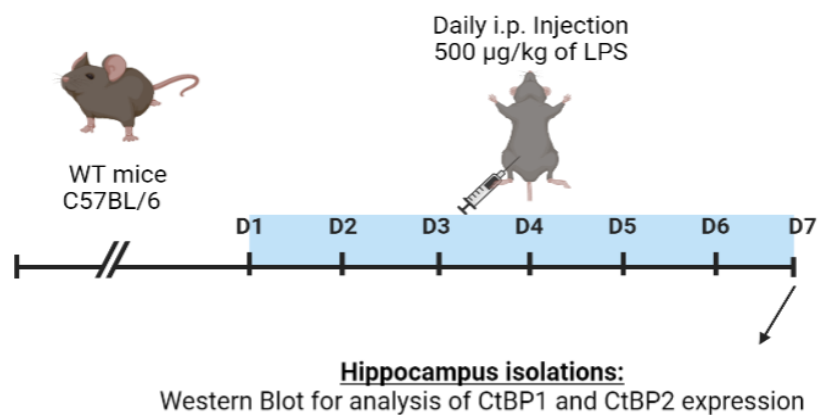 Daily i.p. Injection
500 µg/kg of LPS
WT mice
C57BL/6
D1 D2 D3 D4 D5 D6 D7
Hippocampus isolations:
Western Blot for analysis of CtBP1 and CtBP2 expression